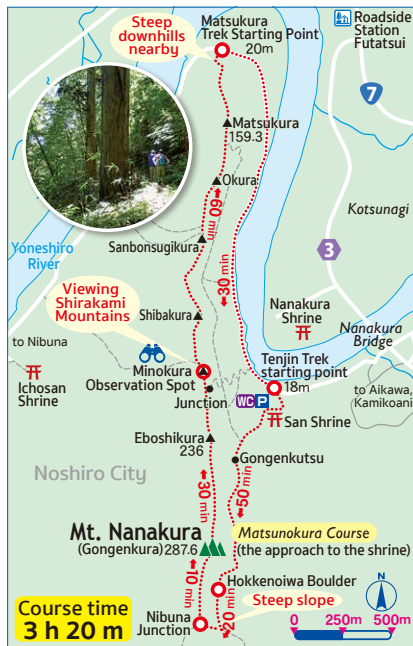 Steep
downhills
nearby
Matsukura
Trek Starting Point
20m
Roadside
Station
Futatsui
7
Matsukura
159.3
Okura
60 min
Kotsunagi
3
Yoneshiro
River
Sanbonsugikura
30 min
Viewing
Shirakami
Mountains
Shibakura
Nanakura
Shrine
Nanakura
Bridge
to Nibuna
Minokura
Observation Spot
Tenjin Trek
starting point
18m
Ichosan
Shrine
Junction
WC P
to Aikawa,
Kamikoani
San Shrine
Eboshikura
236
Gongenkutsu
Noshiro City
30 min
50 min
Mt. Nanakura
(Gongenkura) 287.6
Matsunokura Course
(the approach to the shrine)
10 min
Hokkenoiwa Boulder
Steep slope
20 min
Course time
3 h 20 m
Nibuna
Junction
N
0 250m 500m